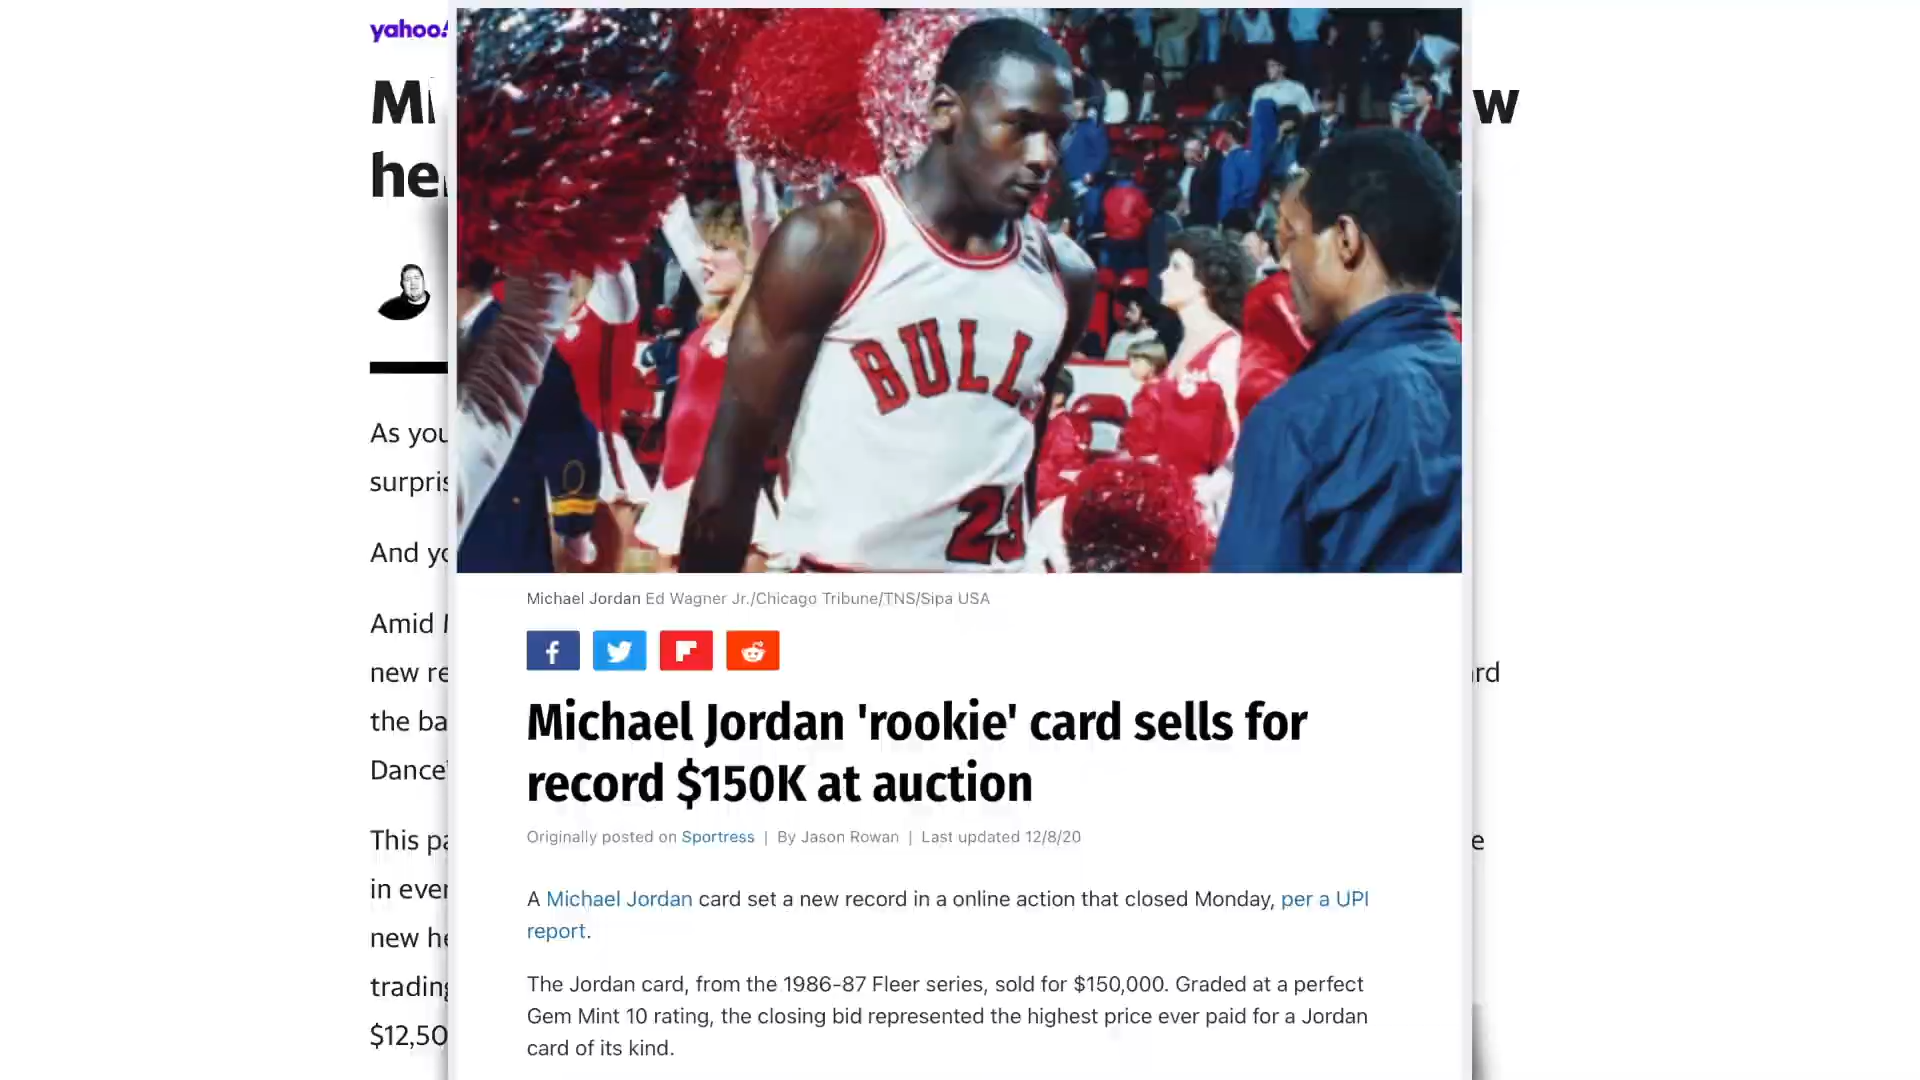 yahoo!
w
he
As you
surpris
And yo
Amid
new re
rd
the ba
Dance'
This pa
e
in ever
new he
trading
$12,50
BULL
23
Michael Jordan Ed Wagner Jr./Chicago Tribune/TNS/Sipa USA
Michael Jordan 'rookie' card sells for
record $150K at auction
Originally posted on Sportress | By Jason Rowan | Last updated 12/8/20
A Michael Jordan card set a new record in a online action that closed Monday, per a UPI
report.
The Jordan card, from the 1986-87 Fleer series, sold for $150,000. Graded at a perfect
Gem Mint 10 rating, the closing bid represented the highest price ever paid for a Jordan
card of its kind.